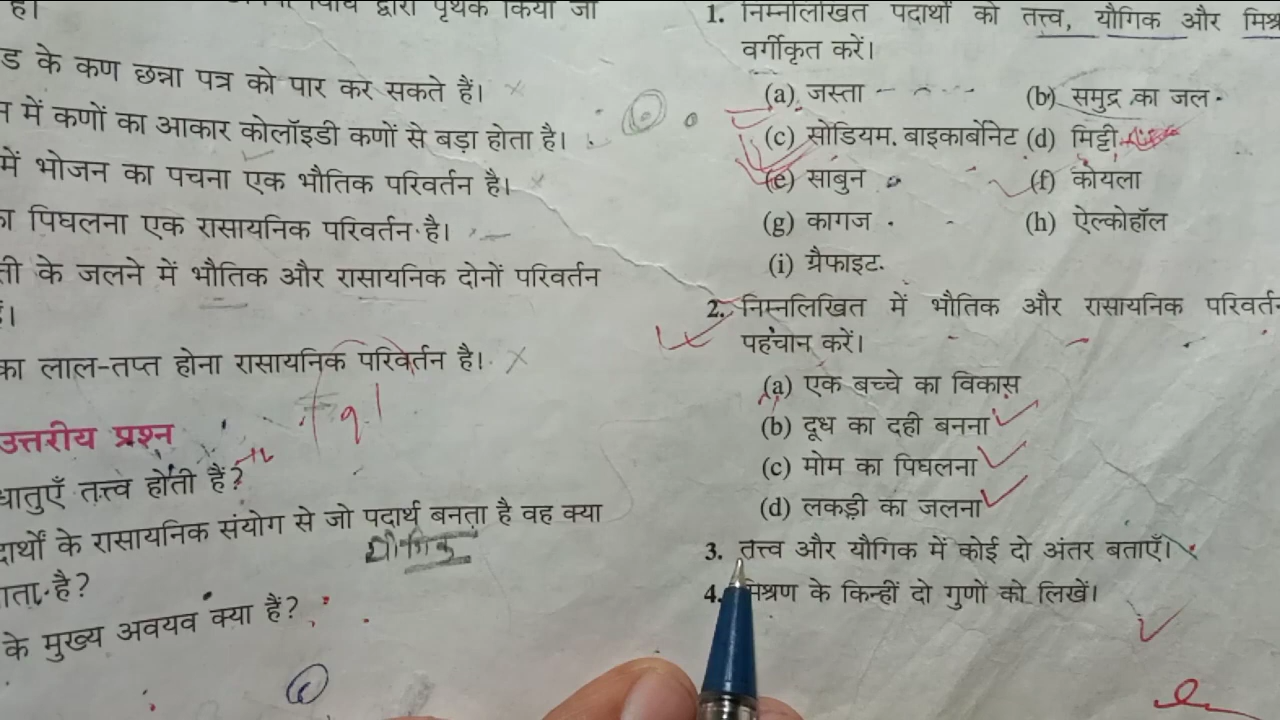 है।
द्वारा पृथक किया जा
ड के कण छन्ना पत्र को पार कर सकते हैं।
में कणों का आकार कोलॉइडी कणों से बड़ा होता है।
में भोजन का पचना एक भौतिक परिवर्तन है।
का पिघलना एक रासायनिक परिवर्तन है।
ती के जलने में भौतिक और रासायनिक दोनों परिवर्तन
हैं।
का लाल-तप्त होना रासायनिक परिवर्तन है।
उत्तरीय प्रश्न
धातुएँ तत्त्व होती हैं?
दार्थों के रासायनिक संयोग से जो पदार्थ बनता है वह क्या
यौगिक
ाता है?
के मुख्य अवयव क्या हैं?
1. निम्नलिखित पदार्थों को तत्त्व, यौगिक और मिश्र
वर्गीकृत करें।
(a) जस्ता (b) समुद्र का जल
(c) सोडियम बाइकार्बोनेट (d) मिट्टी
(e) साबुन (f) कोयला
(g) कागज (h) ऐल्कोहॉल
(i) ग्रैफाइट
2. निम्नलिखित में भौतिक और रासायनिक परिवर्तन
पहचान करें।
(a) एक बच्चे का विकास
(b) दूध का दही बनना
(c) मोम का पिघलना
(d) लकड़ी का जलना
3. तत्त्व और यौगिक में कोई दो अंतर बताएँ।
4. मिश्रण के किन्हीं दो गुणों को लिखें।